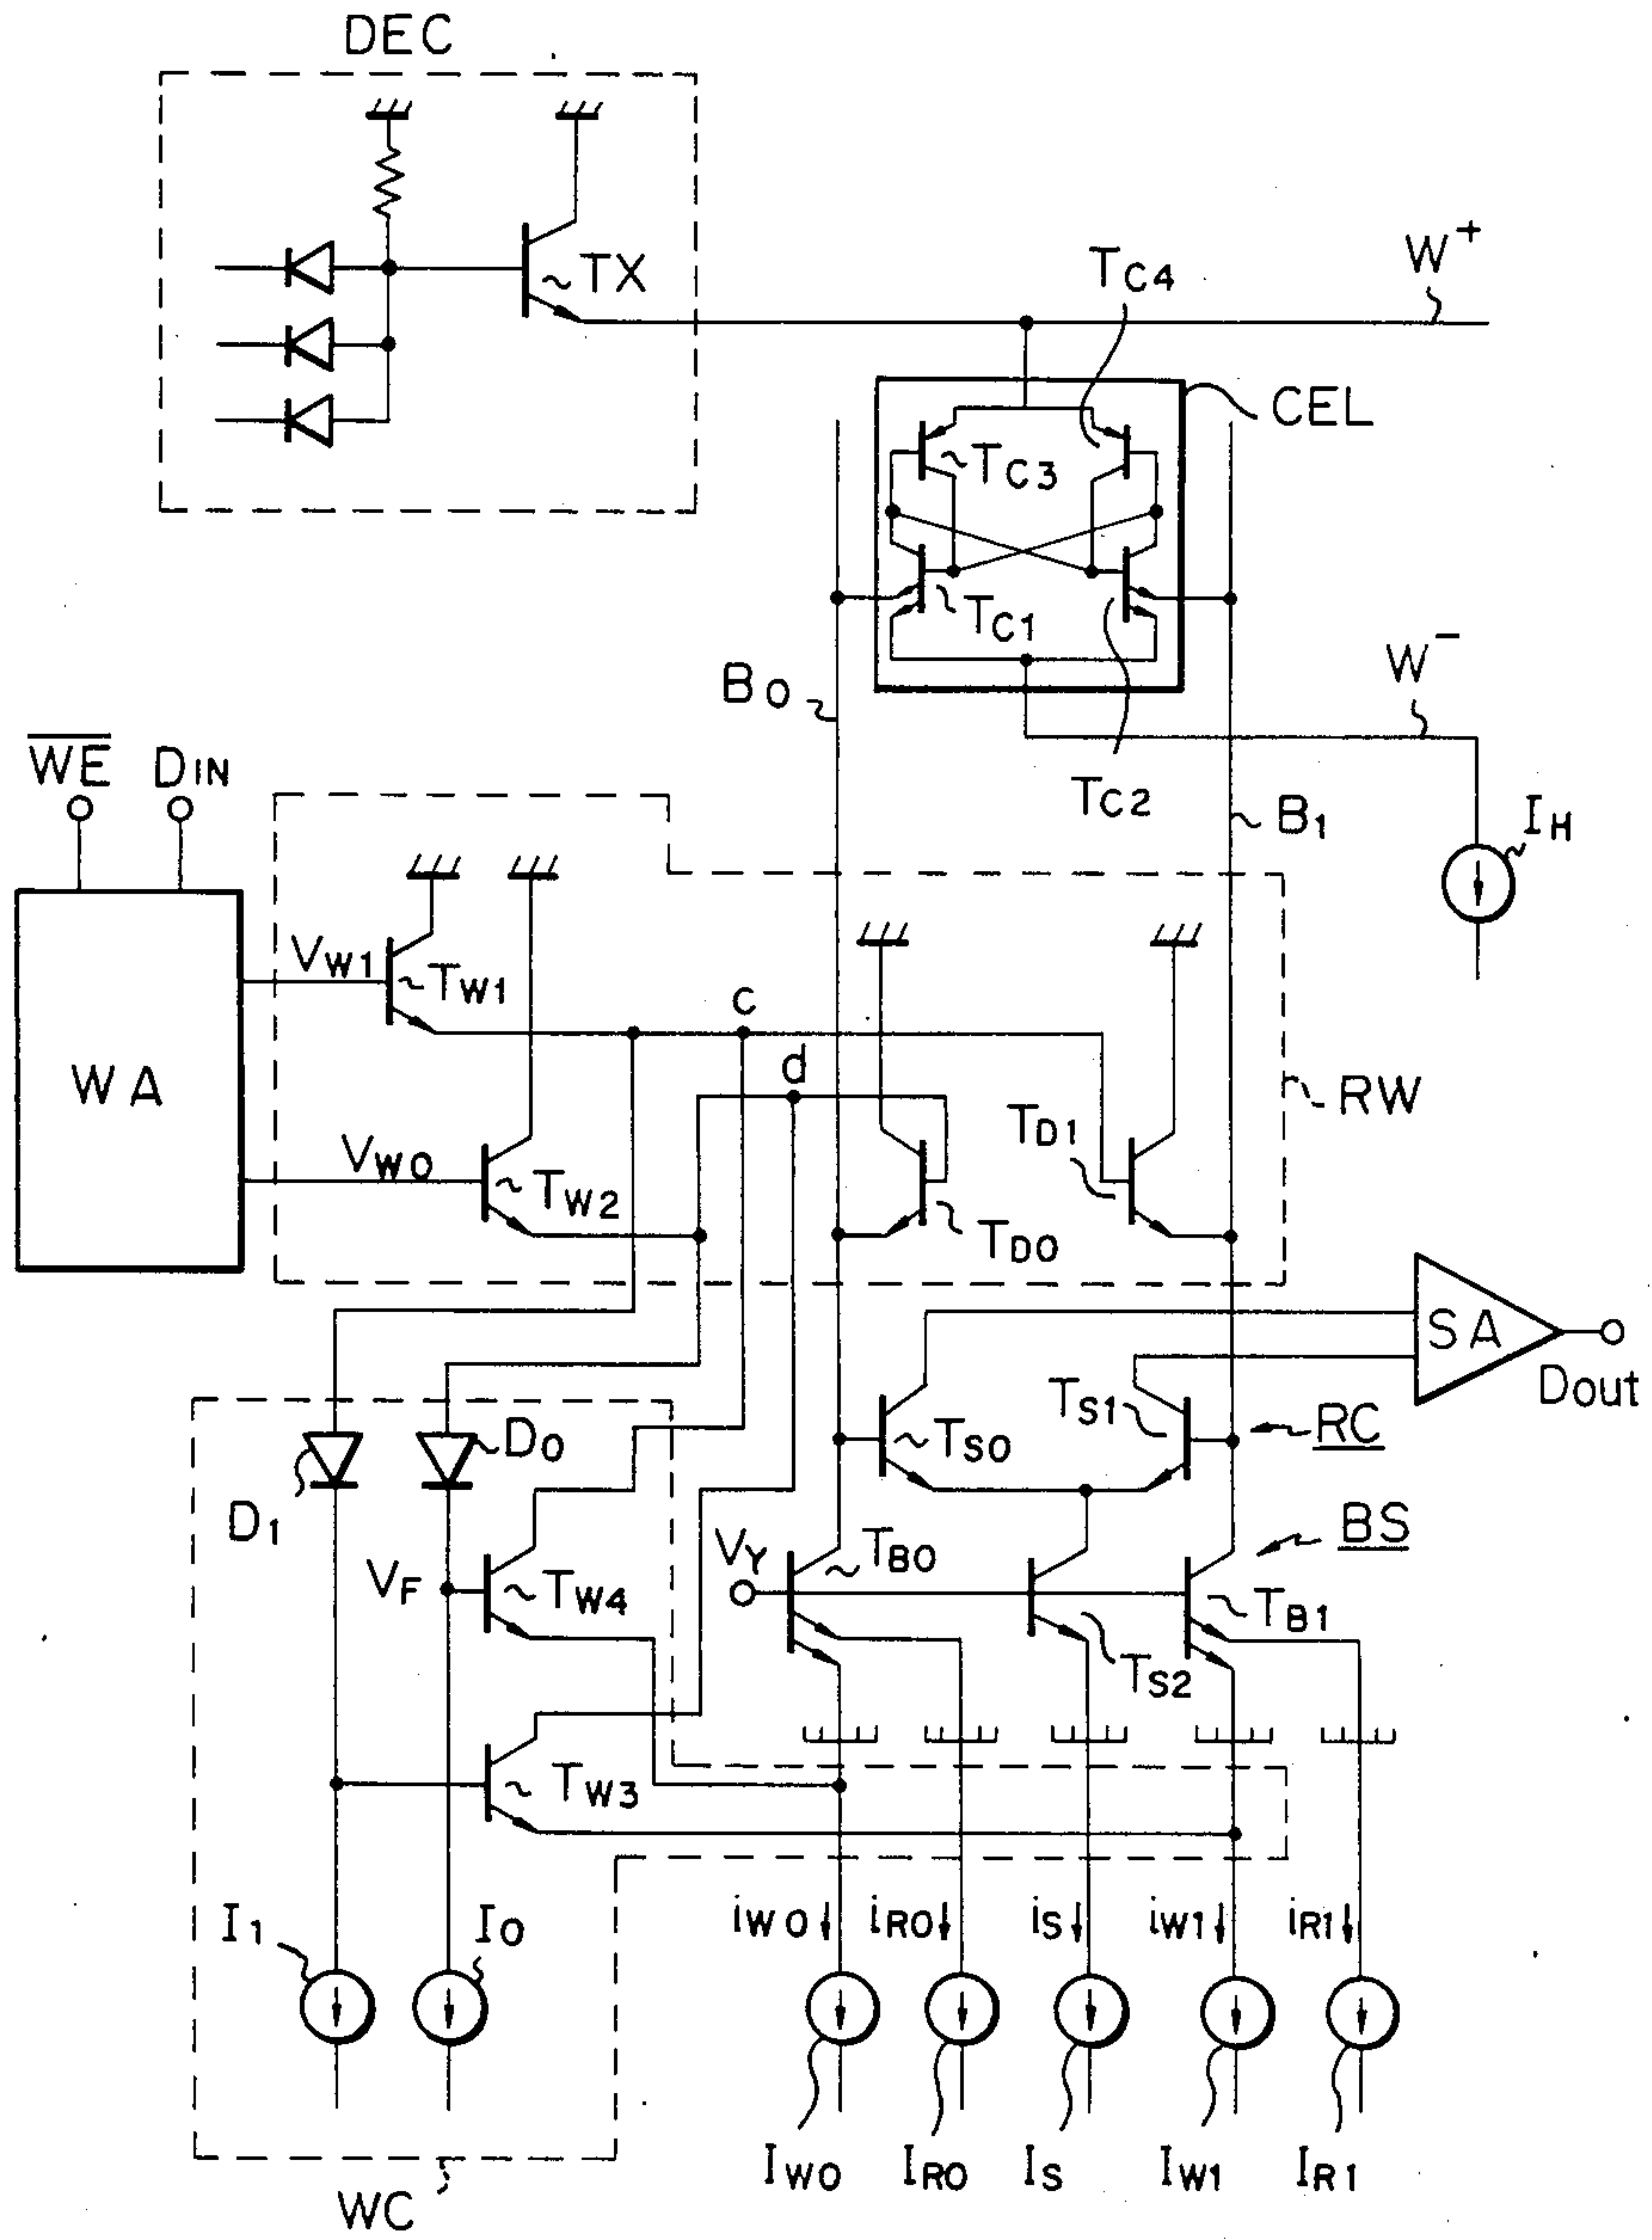 DEC
TX
W+
TC4
CEL
TC3
TC1
TC2
B0
W−
B1
IH
WE
DIN
VW1
TW1
WA
c
d
RW
TD1
VW0
TW2
TD0
SA
Dout
D0
TS0
TS1
RC
D1
VF
TW4
VY
TB0
BS
TB1
TS2
TW3
I1
I0
iW0
iR0
iS
iW1
iR1
IW0
IR0
IS
IW1
IR1
WC